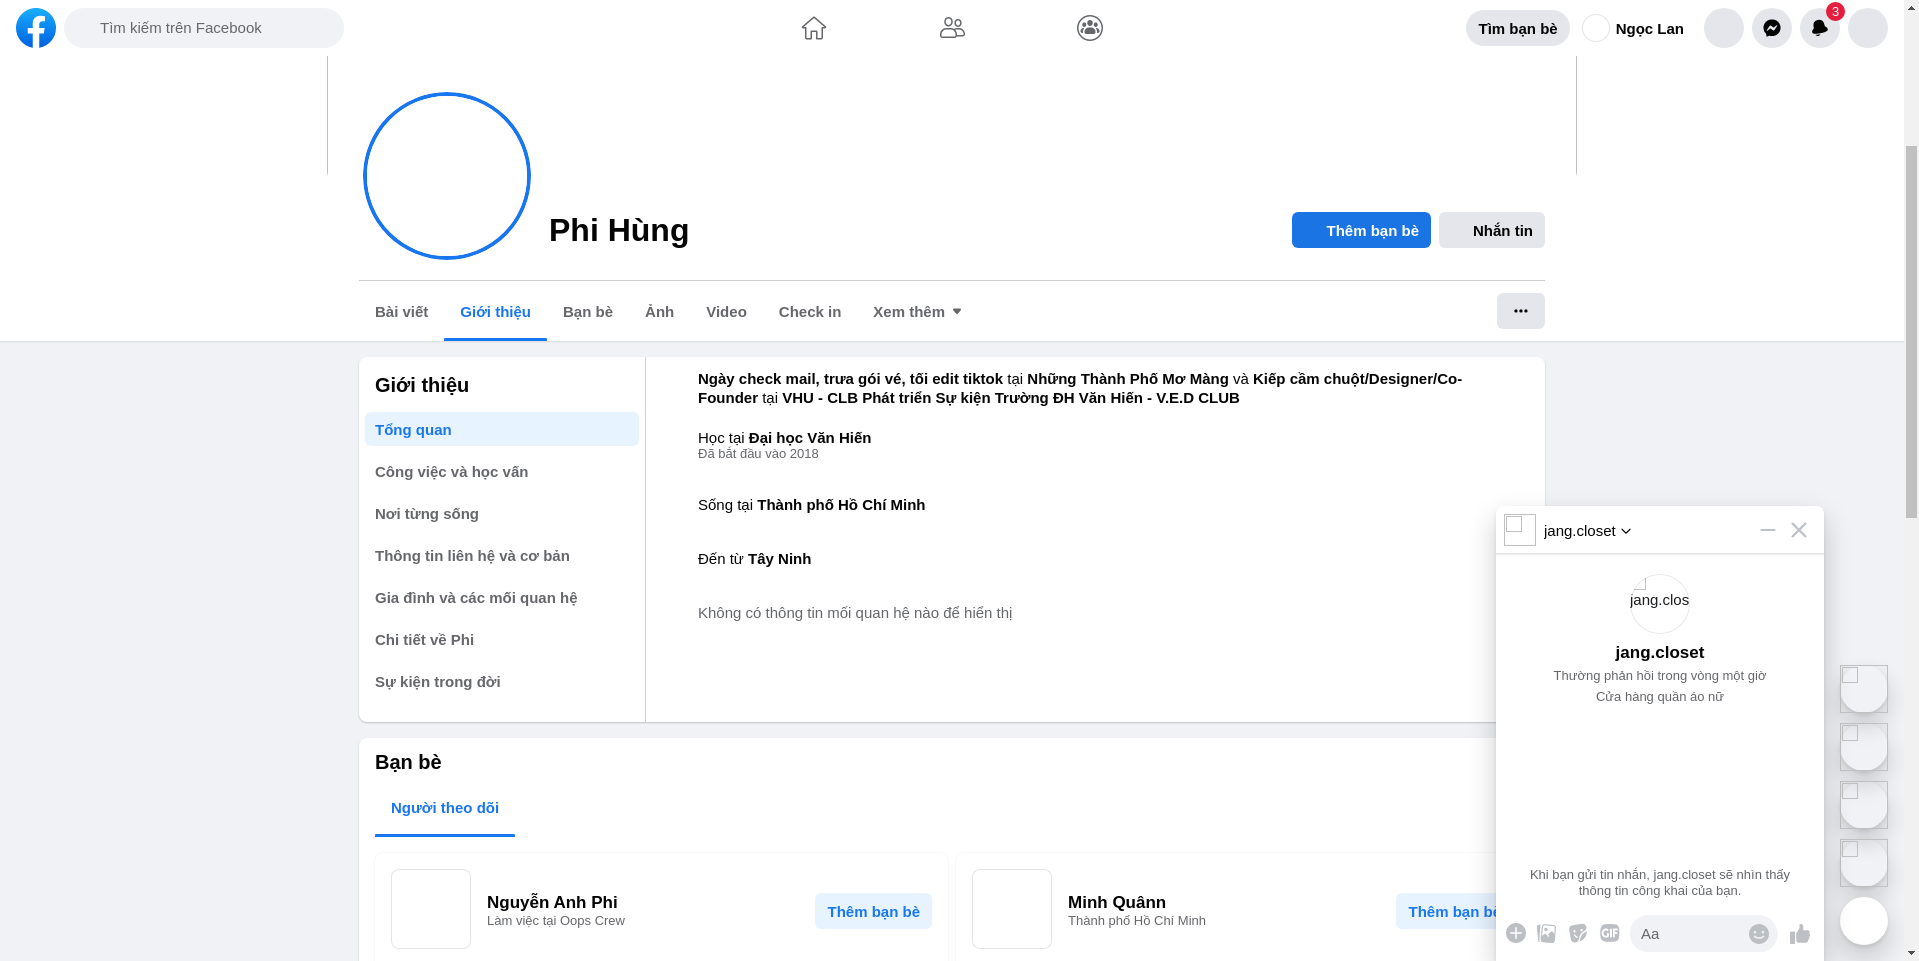 Tìm kiếm trên Facebook
Tìm bạn bè
Ngọc Lan
3
Phi Hùng
Thêm bạn bè
Nhắn tin
Bài viết
Giới thiệu
Bạn bè
Ảnh
Video
Check in
Xem thêm
Giới thiệu
Tổng quan
Công việc và học vấn
Nơi từng sống
Thông tin liên hệ và cơ bản
Gia đình và các mối quan hệ
Chi tiết về Phi
Sự kiện trong đời
Ngày check mail, trưa gói vé, tối edit tiktok tại Những Thành Phố Mơ Màng và Kiếp cầm chuột/Designer/Co-
Founder tại VHU - CLB Phát triển Sự kiện Trường ĐH Văn Hiến - V.E.D CLUB
Học tại Đại học Văn Hiến
Đã bắt đầu vào 2018
Sống tại Thành phố Hồ Chí Minh
Đến từ Tây Ninh
Không có thông tin mối quan hệ nào để hiển thị
Bạn bè
Người theo dõi
Nguyễn Anh Phi
Làm việc tại Oops Crew
Thêm bạn bè
Minh Quânn
Thành phố Hồ Chí Minh
Thêm bạn bè
jang.closet
jang.clos
jang.closet
Thường phản hồi trong vòng một giờ
Cửa hàng quần áo nữ
Khi bạn gửi tin nhắn, jang.closet sẽ nhìn thấy
thông tin công khai của bạn.
GIF
Aa